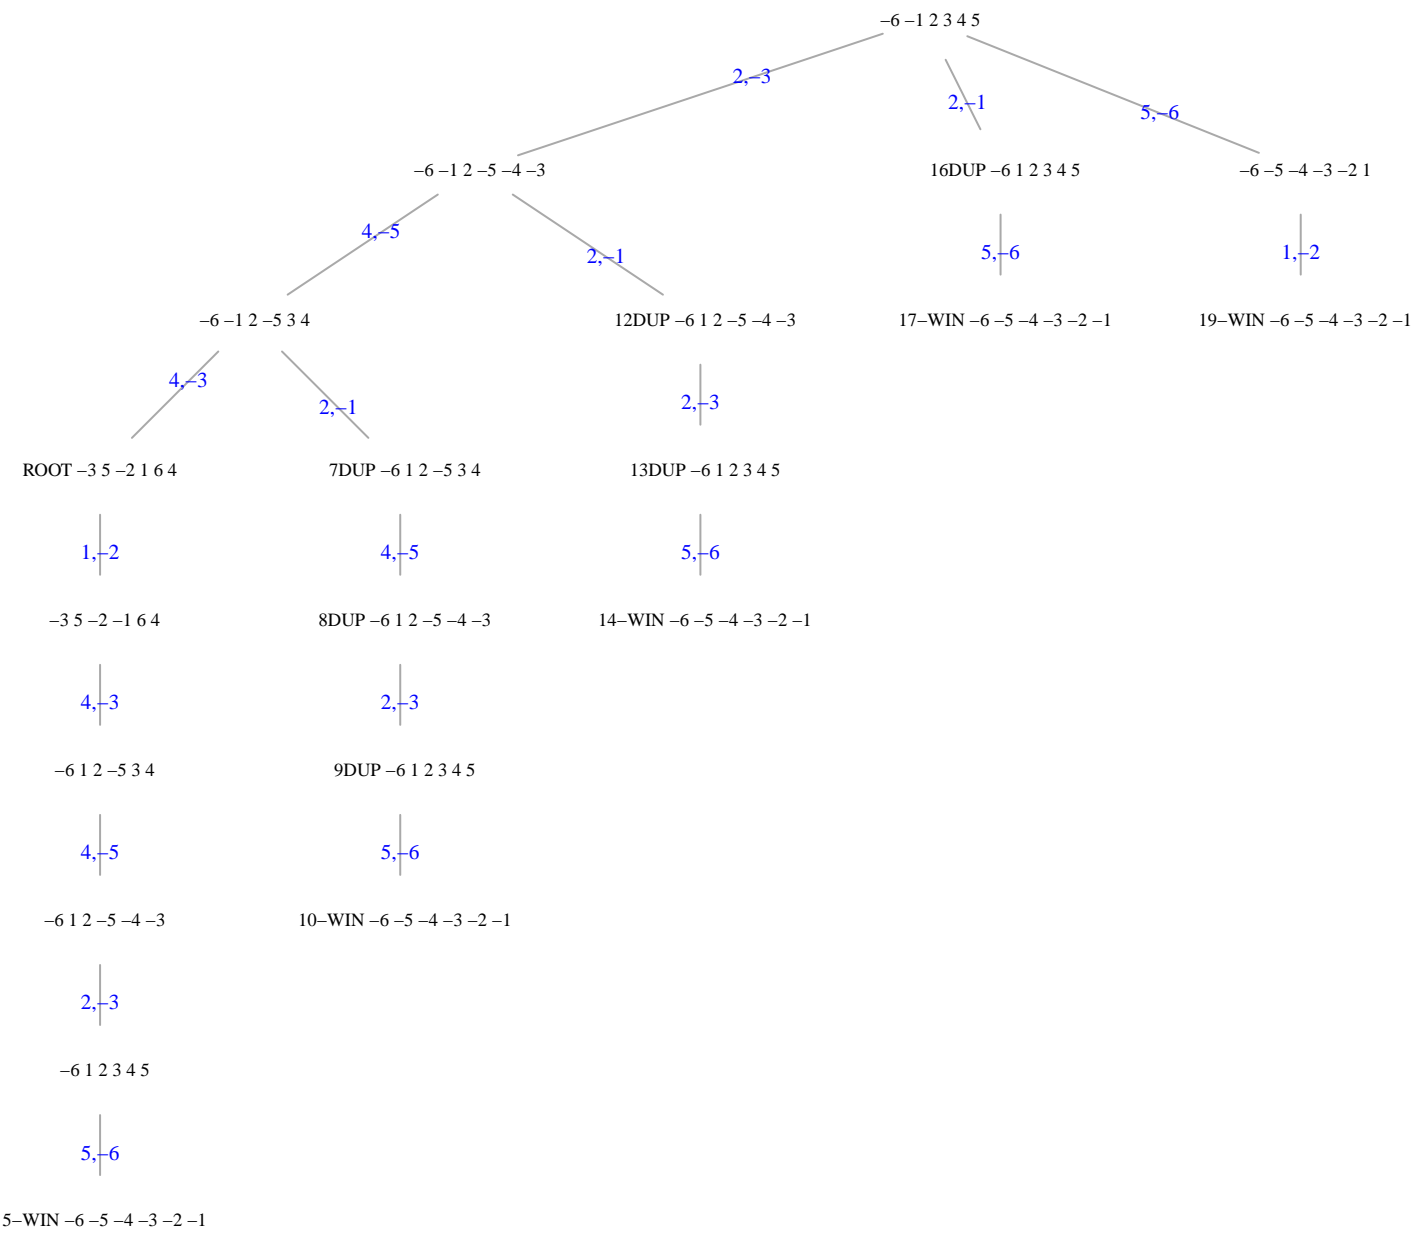 –6 –1 2 3 4 5
2,–3
2,–1
5,–6
–6 –1 2 –5 –4 –3
16DUP –6 1 2 3 4 5
–6 –5 –4 –3 –2 1
4,–5
2,–1
5,–6
1,–2
–6 –1 2 –5 3 4
12DUP –6 1 2 –5 –4 –3
17–WIN –6 –5 –4 –3 –2 –1
19–WIN –6 –5 –4 –3 –2 –1
4,–3
2,–1
2,–3
ROOT –3 5 –2 1 6 4
7DUP –6 1 2 –5 3 4
13DUP –6 1 2 3 4 5
1,–2
4,–5
5,–6
–3 5 –2 –1 6 4
8DUP –6 1 2 –5 –4 –3
14–WIN –6 –5 –4 –3 –2 –1
4,–3
2,–3
–6 1 2 –5 3 4
9DUP –6 1 2 3 4 5
4,–5
5,–6
–6 1 2 –5 –4 –3
10–WIN –6 –5 –4 –3 –2 –1
2,–3
–6 1 2 3 4 5
5,–6
5–WIN –6 –5 –4 –3 –2 –1